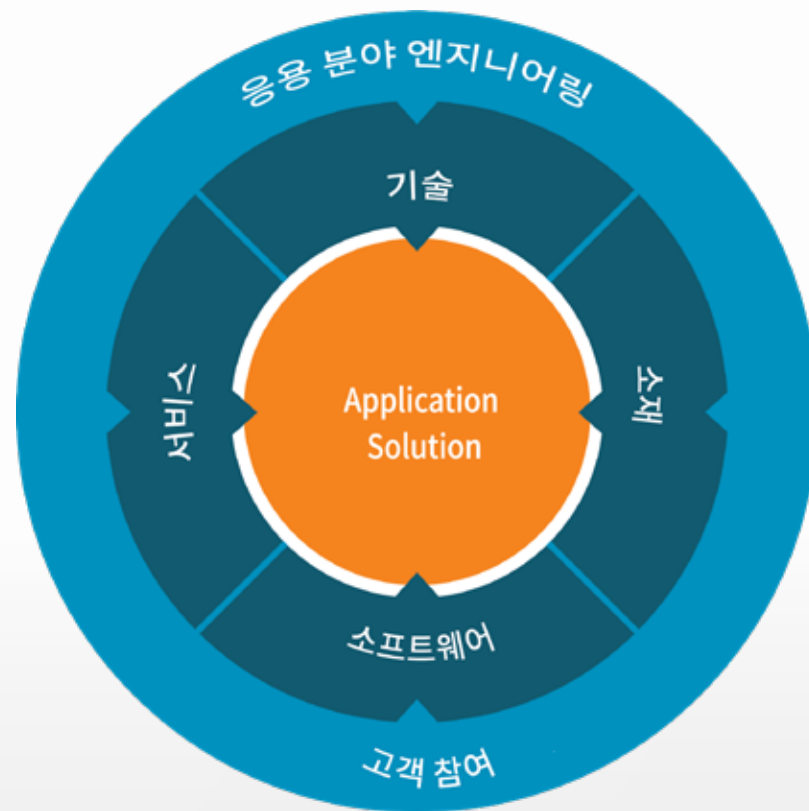 응용 분야 엔지니어링
기술
서비스
Application
Solution
소재
소프트웨어
고객 참여